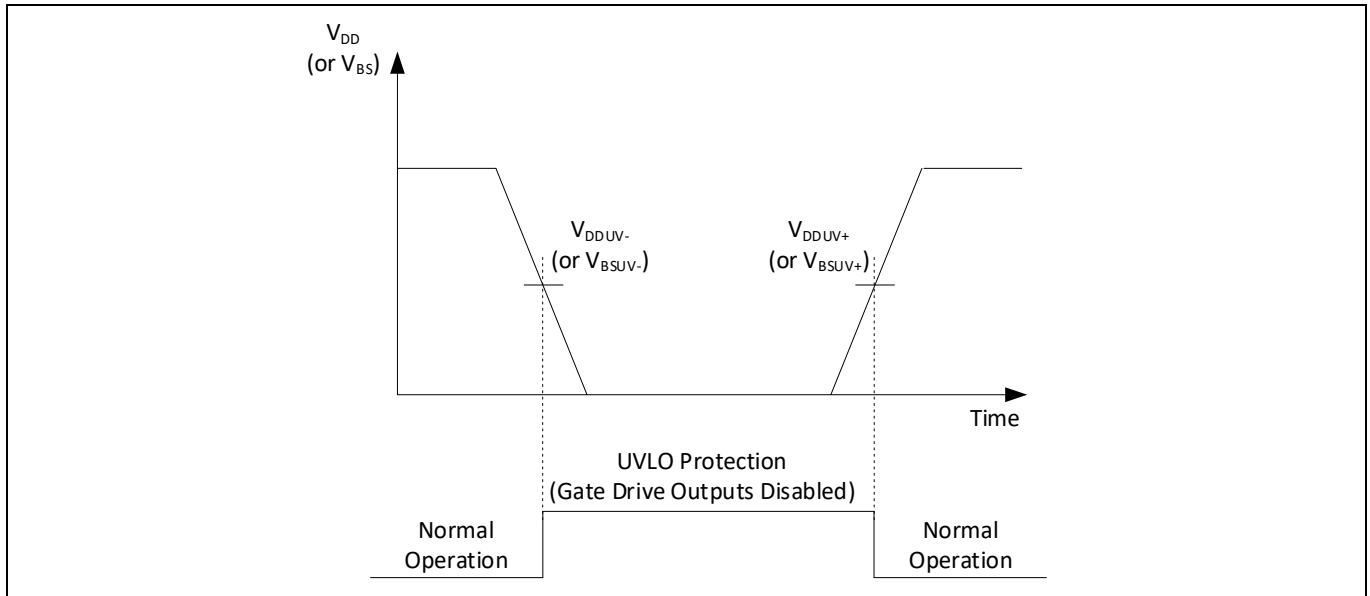 VDD
(or VBS)
VDDUV-
(or VBSUV-)
VDDUV+
(or VBSUV+)
Time
UVLO Protection
(Gate Drive Outputs Disabled)
Normal
Operation
Normal
Operation